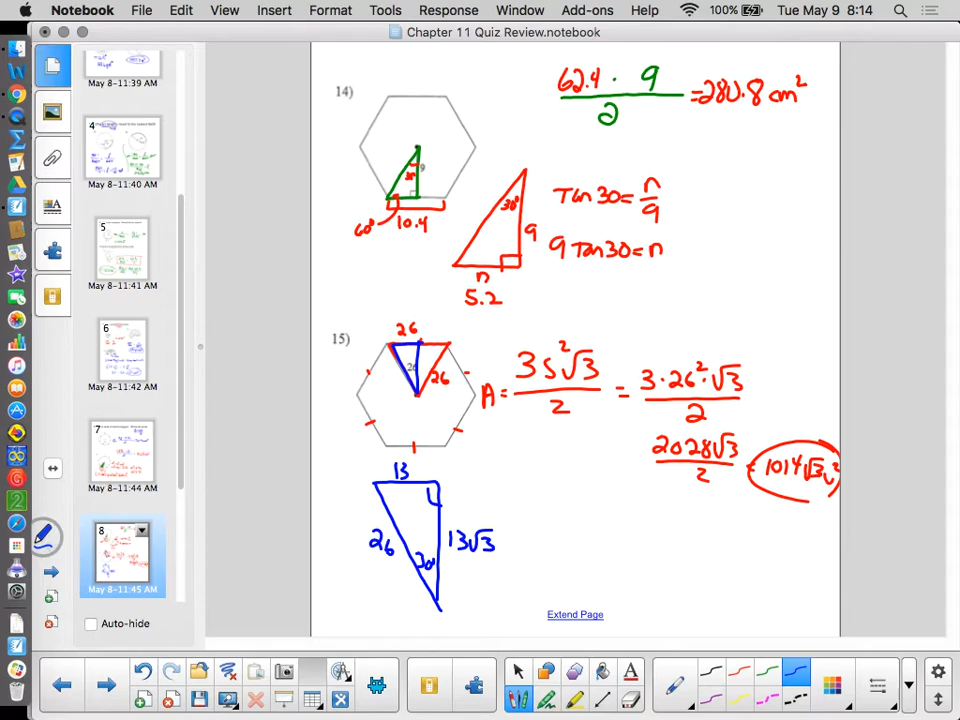 Notebook File Edit View Insert Format Tools Response Window Add-ons Help 100% Tue May 9 8:14
Chapter 11 Quiz Review.notebook
May 8-11:39 AM
4
May 8-11:40 AM
5
May 8-11:41 AM
6
May 8-11:42 AM
7
May 8-11:44 AM
8
May 8-11:45 AM
Auto-hide
14)
62.4 · 9
2
=280.8 cm²
9
30°
60°
10.4
30°
9
n
5.2
Tan 30 = n/9
9 Tan 30 = n
15)
26
26
26
A = 3s²√3/2 = 3·26²·√3/2
2028√3/2 = 1014√3 u²
13
26
30
13√3
Extend Page